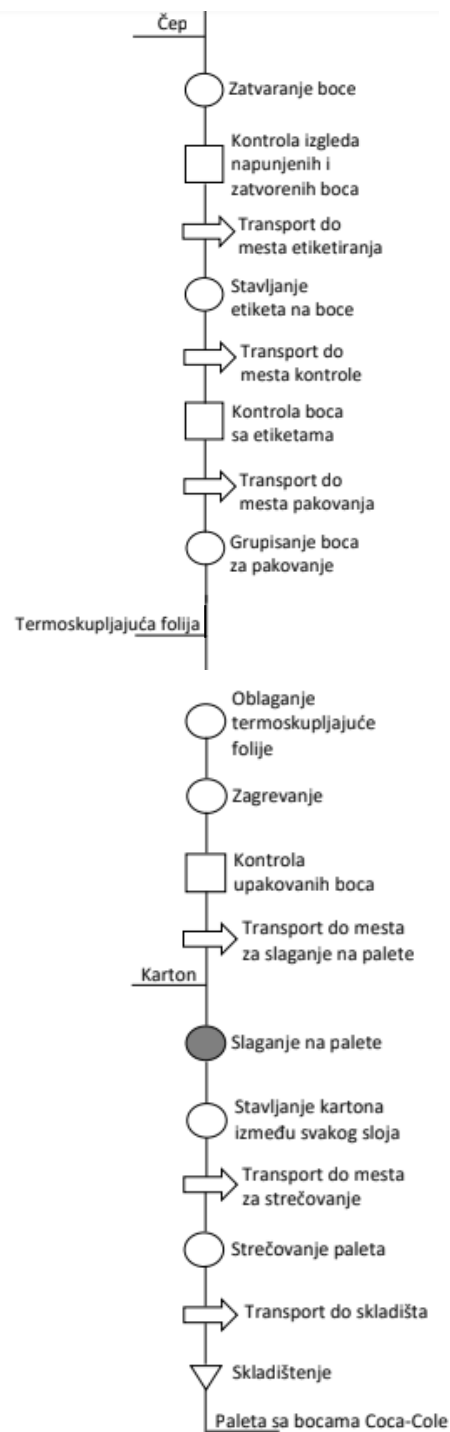 Čep
Zatvaranje boce
Kontrola izgleda
napunjenih i
zatvorenih boca
Transport do
mesta etiketiranja
Stavljanje
etiketa na boce
Transport do
mesta kontrole
Kontrola boca
sa etiketama
Transport do
mesta pakovanja
Grupisanje boca
za pakovanje
Termoskupljajuća folija
Oblaganje
termoskupljajuće
folije
Zagrevanje
Kontrola
upakovanih boca
Transport do mesta
za slaganje na palete
Karton
Slaganje na palete
Stavljanje kartona
između svakog sloja
Transport do mesta
za strečovanje
Strečovanje paleta
Transport do skladišta
Skladištenje
Paleta sa bocama Coca-Cole